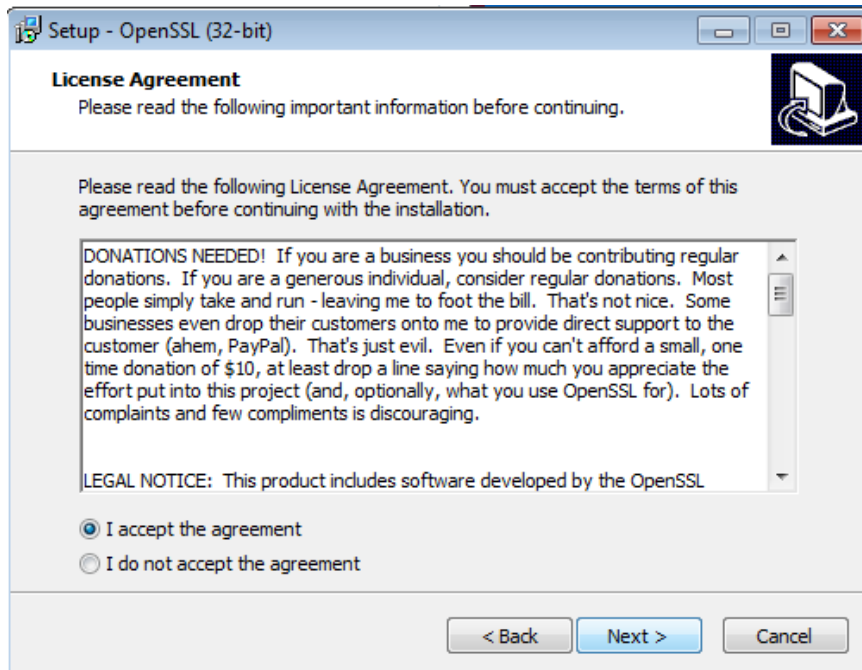 Setup - OpenSSL (32-bit)
License Agreement
Please read the following important information before continuing.
Please read the following License Agreement. You must accept the terms of this
agreement before continuing with the installation.
DONATIONS NEEDED!  If you are a business you should be contributing regular
donations.  If you are a generous individual, consider regular donations.  Most
people simply take and run - leaving me to foot the bill.  That's not nice.  Some
businesses even drop their customers onto me to provide direct support to the
customer (ahem, PayPal).  That's just evil.  Even if you can't afford a small, one
time donation of $10, at least drop a line saying how much you appreciate the
effort put into this project (and, optionally, what you use OpenSSL for).  Lots of
complaints and few compliments is discouraging.
LEGAL NOTICE:  This product includes software developed by the OpenSSL
I accept the agreement
I do not accept the agreement
< Back Next > Cancel